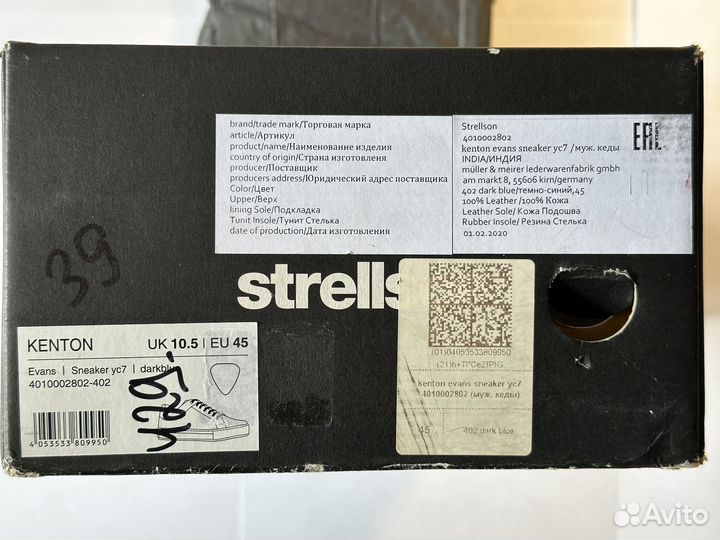 brand/trade mark/Торговая марка
article/Артикул
product/name/Наименование изделия
country of origin/Страна изготовленя
producer/Поставщик
producers address/Юридический адрес поставщика
Color/Цвет
Upper/Верх
lining Sole/Подкладка
Tunit Insole/Тунит Стелька
date of production/Дата изготовления
Strellson
4010002802
kenton evans sneaker yc7 /муж. кеды
INDIA/ИНДИЯ
müller & meirer lederwarenfabrik gmbh
am markt 8, 55606 kirn/germany
402 dark blue/темно-синий,45
100% Leather /100% Кожа
Leather Sole/ Кожа Подошва
Rubber Insole/ Резина Стелька
01.02.2020
EAC
39
strells
KENTON UK 10.5 | EU 45
Evans | Sneaker yc7 | darkblue
4010002802-402
429.
4 053533 809950
(01)04053533809950
kenton evans sneaker yc7
4010002802 (муж. кеды)
45 402 dark blue
Avito